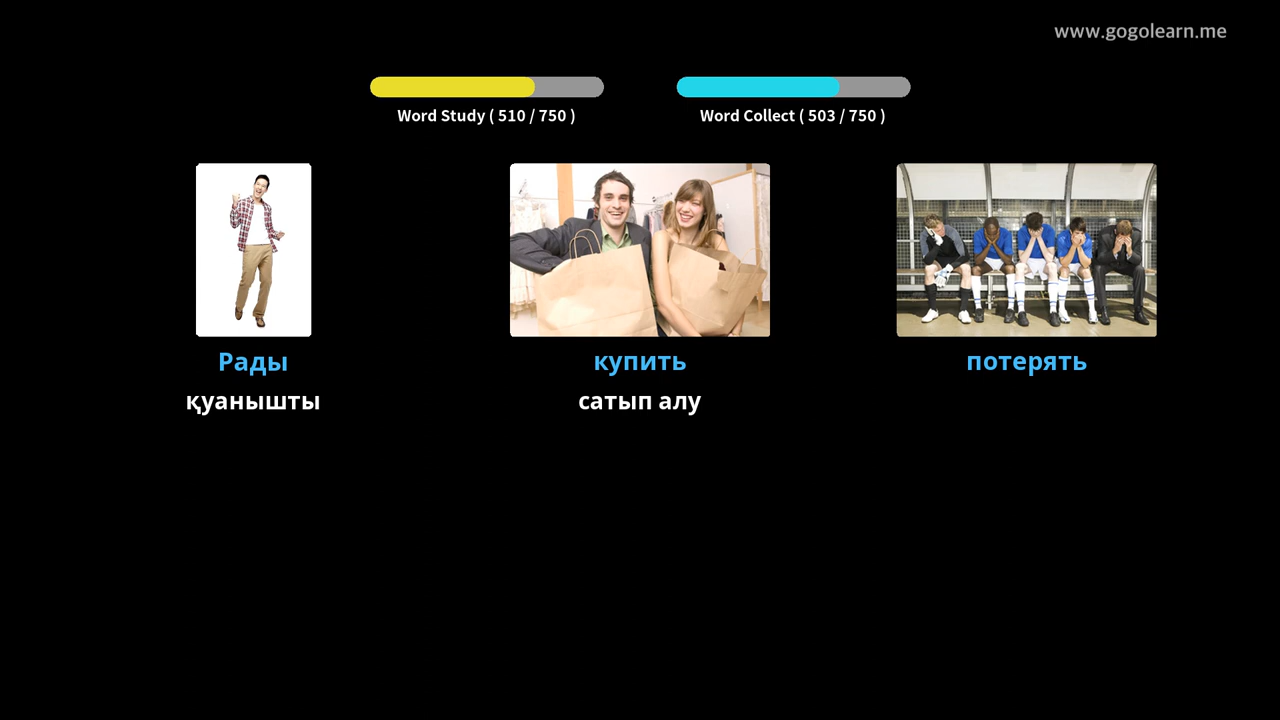 www.gogolearn.me
Word Study ( 510 / 750 )
Word Collect ( 503 / 750 )
Рады
купить
потерять
қуанышты
сатып алу